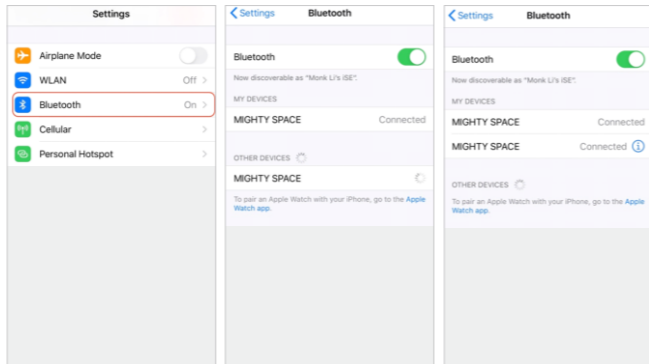 Settings
Airplane Mode
WLAN Off
Bluetooth On
Cellular
Personal Hotspot
Settings Bluetooth
Bluetooth
Now discoverable as "Monk Li's iSE".
MY DEVICES
MIGHTY SPACE Connected
OTHER DEVICES
MIGHTY SPACE
To pair an Apple Watch with your iPhone, go to the Apple
Watch app.
Settings Bluetooth
Bluetooth
Now discoverable as "Monk Li's iSE".
MY DEVICES
MIGHTY SPACE Connected
MIGHTY SPACE Connected
OTHER DEVICES
To pair an Apple Watch with your iPhone, go to the Apple
Watch app.